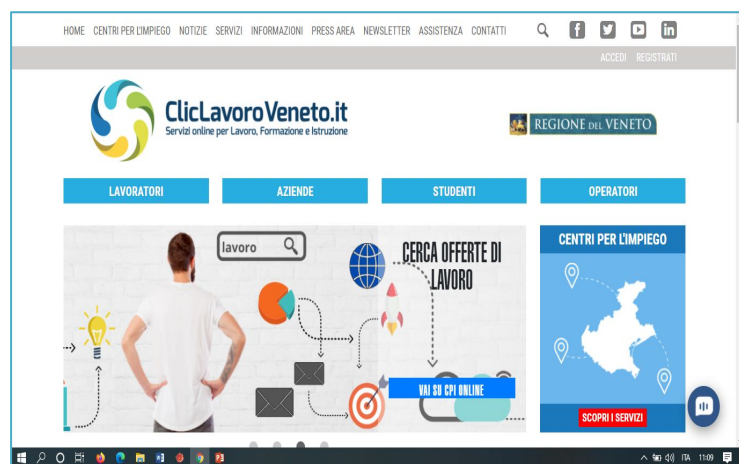 HOME CENTRI PER L'IMPIEGO NOTIZIE SERVIZI INFORMAZIONI PRESS AREA NEWSLETTER ASSISTENZA CONTATTI
ACCEDI REGISTRATI
ClicLavoroVeneto.it
Servizi online per Lavoro, Formazione e Istruzione
REGIONE DEL VENETO
LAVORATORI AZIENDE STUDENTI OPERATORI
lavoro
CERCA OFFERTE DI
LAVORO
VAI SU CPI ONLINE
CENTRI PER L'IMPIEGO
SCOPRI I SERVIZI
ITA 11:09